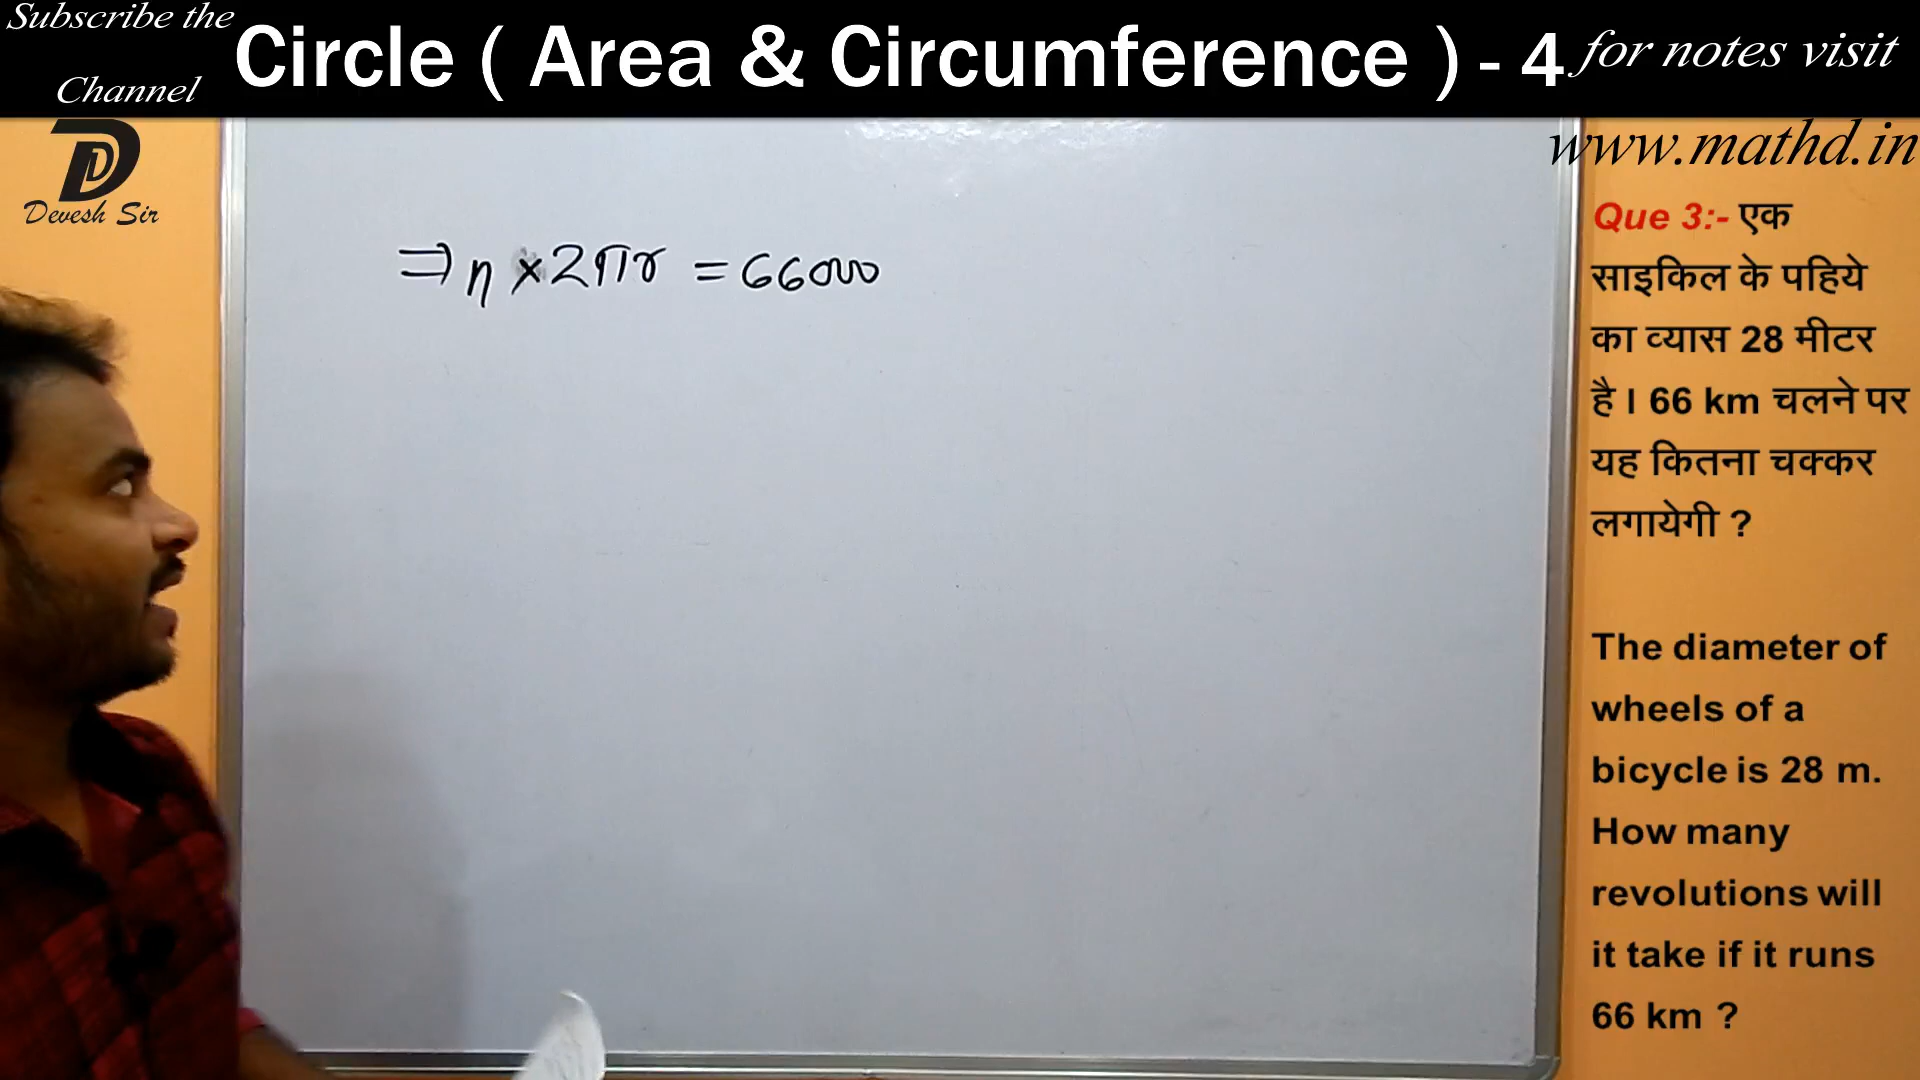 Subscribe the
Channel
Circle ( Area & Circumference ) - 4
for notes visit
www.mathd.in
D
Devesh Sir
⇒ n × 2πr = 66000
Que 3:- एक
साइकिल के पहिये
का व्यास 28 मीटर
है। 66 km चलने पर
यह कितना चक्कर
लगायेगी ?
The diameter of
wheels of a
bicycle is 28 m.
How many
revolutions will
it take if it runs
66 km ?